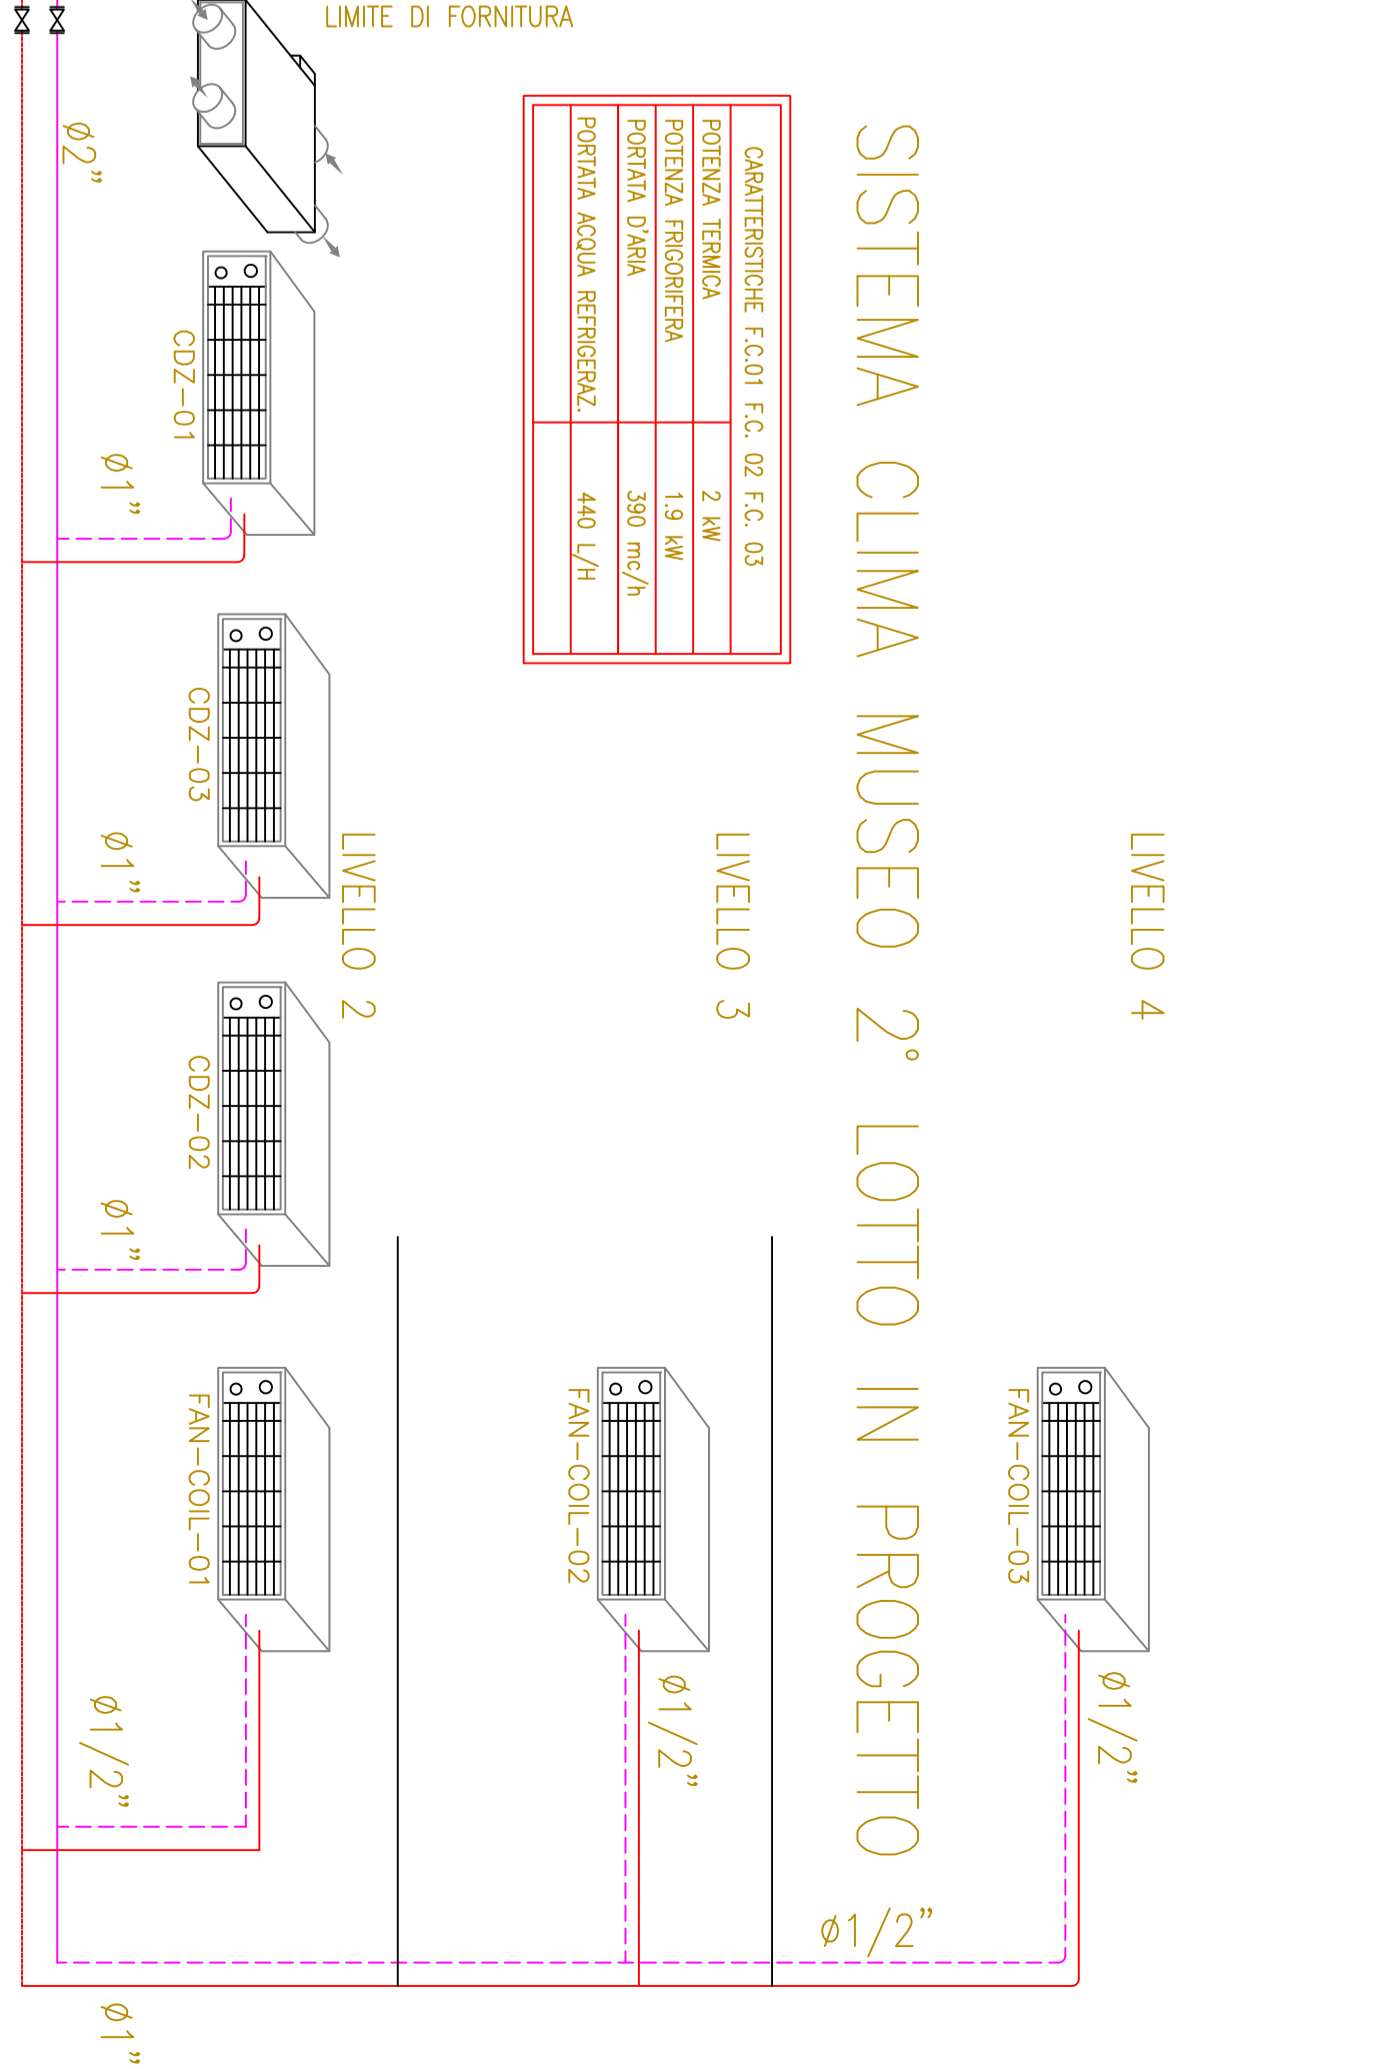 LIMITE DI FORNITURA
SISTEMA CLIMA MUSEO 2° LOTTO IN PROGETTO
CARATTERISTICHE F.C.01 F.C. 02 F.C. 03
POTENZA TERMICA 2 kW
POTENZA FRIGORIFERA 1.9 kW
PORTATA D'ARIA 390 mc/h
PORTATA ACQUA REFRIGERAZ. 440 L/H
LIVELLO 4
FAN-COIL-03
Ø1/2"
Ø1/2"
LIVELLO 3
FAN-COIL-02
Ø1/2"
LIVELLO 2
CDZ-01
CDZ-03
CDZ-02
FAN-COIL-01
Ø2"
Ø1"
Ø1"
Ø1"
Ø1/2"
Ø1"